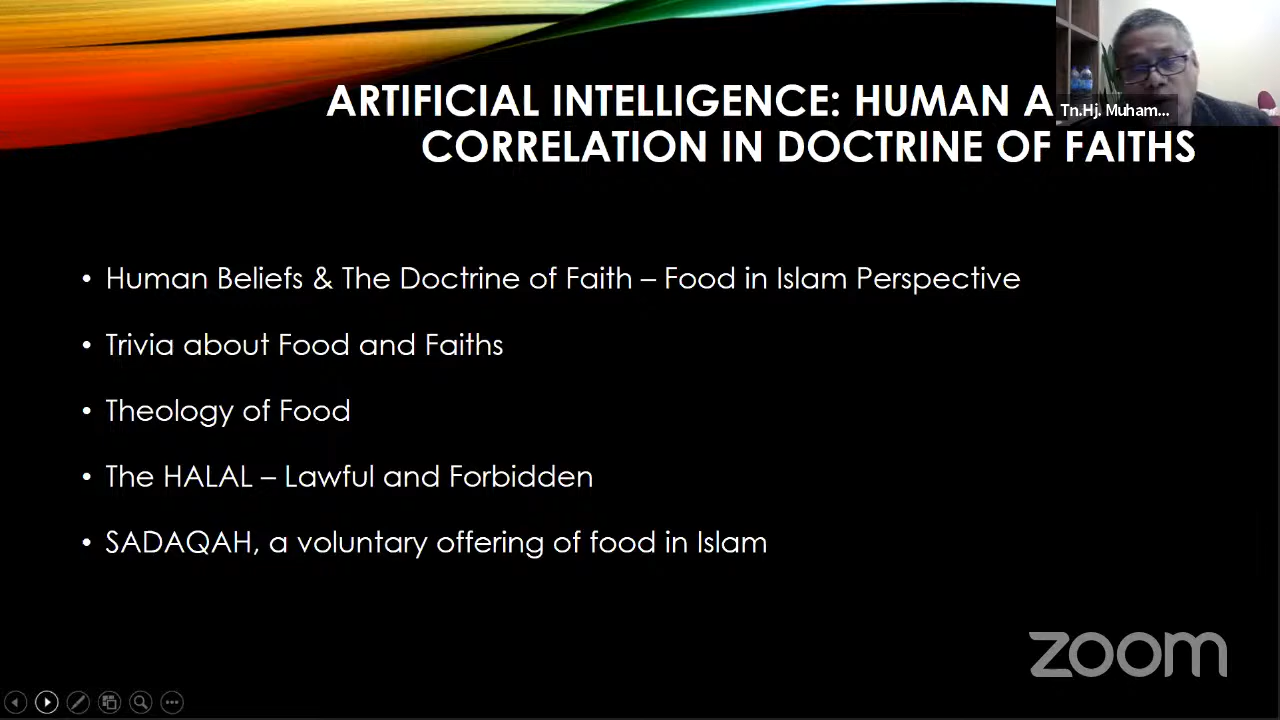 ARTIFICIAL INTELLIGENCE: HUMAN A
CORRELATION IN DOCTRINE OF FAITHS
Tn.Hj. Muham...
• Human Beliefs & The Doctrine of Faith – Food in Islam Perspective
• Trivia about Food and Faiths
• Theology of Food
• The HALAL – Lawful and Forbidden
• SADAQAH, a voluntary offering of food in Islam
zoom